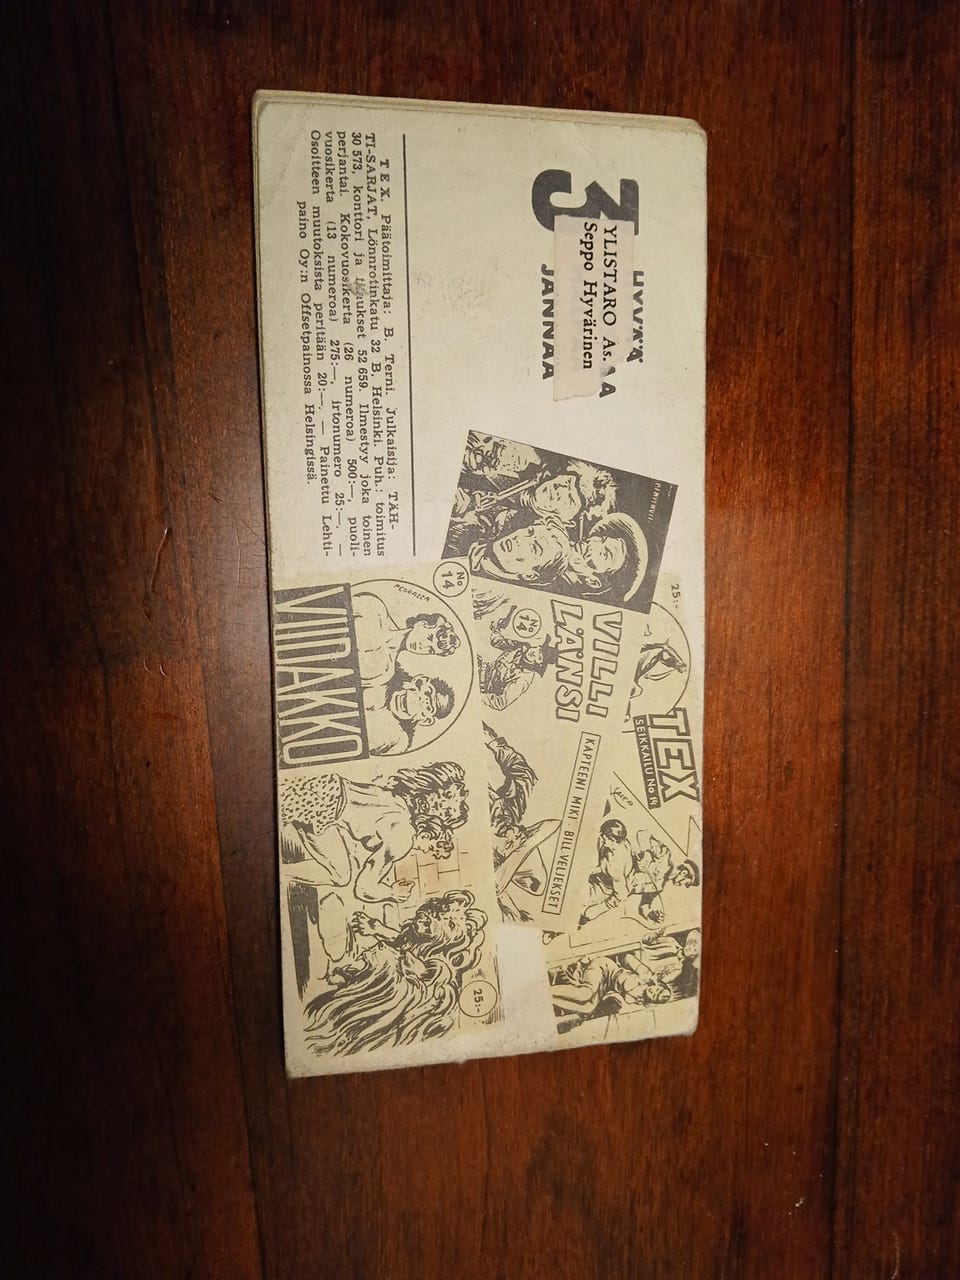 3 HYVÄÄ
JÄNNÄÄ
YLISTARO As.
Seppo Hyvärinen
TEX. Päätoimittaja: B. Terni. Julkaisija: TÄH-
TI-SARJAT, Lönnrotinkatu 32 B, Helsinki. Puh.: toimitus
30 573, konttori ja 52 659. Ilmestyy joka toinen
perjantai. Kokovuosikerta (26 numeroa) 500:—, puoli-
vuosikerta (13 numeroa) 275:—, irtonumero 25:—. —
Osoitteen muutoksista peritään 20:—. — Painettu Lehti-
paino Oy:n Offsetpainossa Helsingissä.
25:-
TEX
SEIKKAILU No 14
VILLI
LÄNSI
No
14
KAPTEENI MIKI · BILL VELJEKSET
No
14
VIIDAKKO
25:-